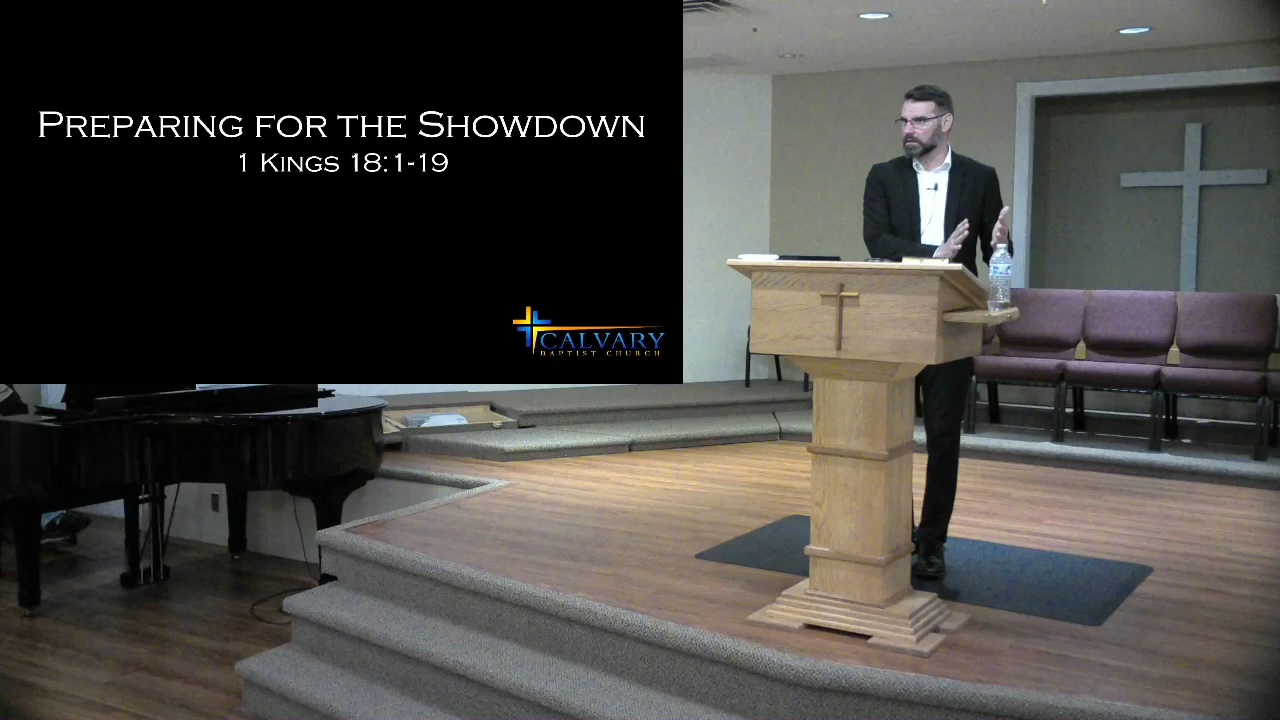 Preparing for the Showdown
1 Kings 18:1-19
CALVARY
BAPTIST CHURCH